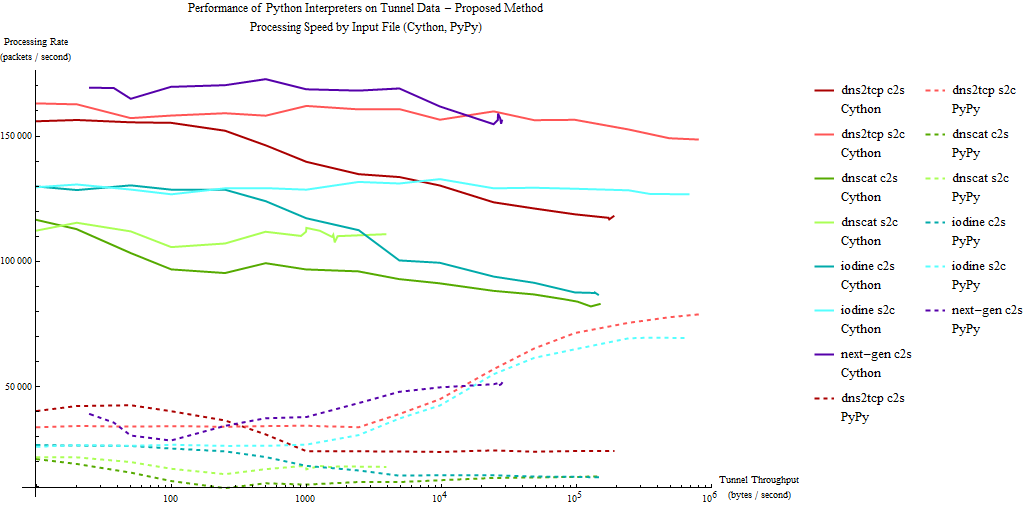 Performance of Python Interpreters on Tunnel Data − Proposed Method
Processing Speed by Input File (Cython, PyPy)
Processing Rate
(packets / second)
150 000
100 000
50 000
100
1000
10^4
10^5
10^6
Tunnel Throughput
(bytes / second)
dns2tcp c2s
Cython
dns2tcp s2c
Cython
dnscat c2s
Cython
dnscat s2c
Cython
iodine c2s
Cython
iodine s2c
Cython
next−gen c2s
Cython
dns2tcp c2s
PyPy
dns2tcp s2c
PyPy
dnscat c2s
PyPy
dnscat s2c
PyPy
iodine c2s
PyPy
iodine s2c
PyPy
next−gen c2s
PyPy